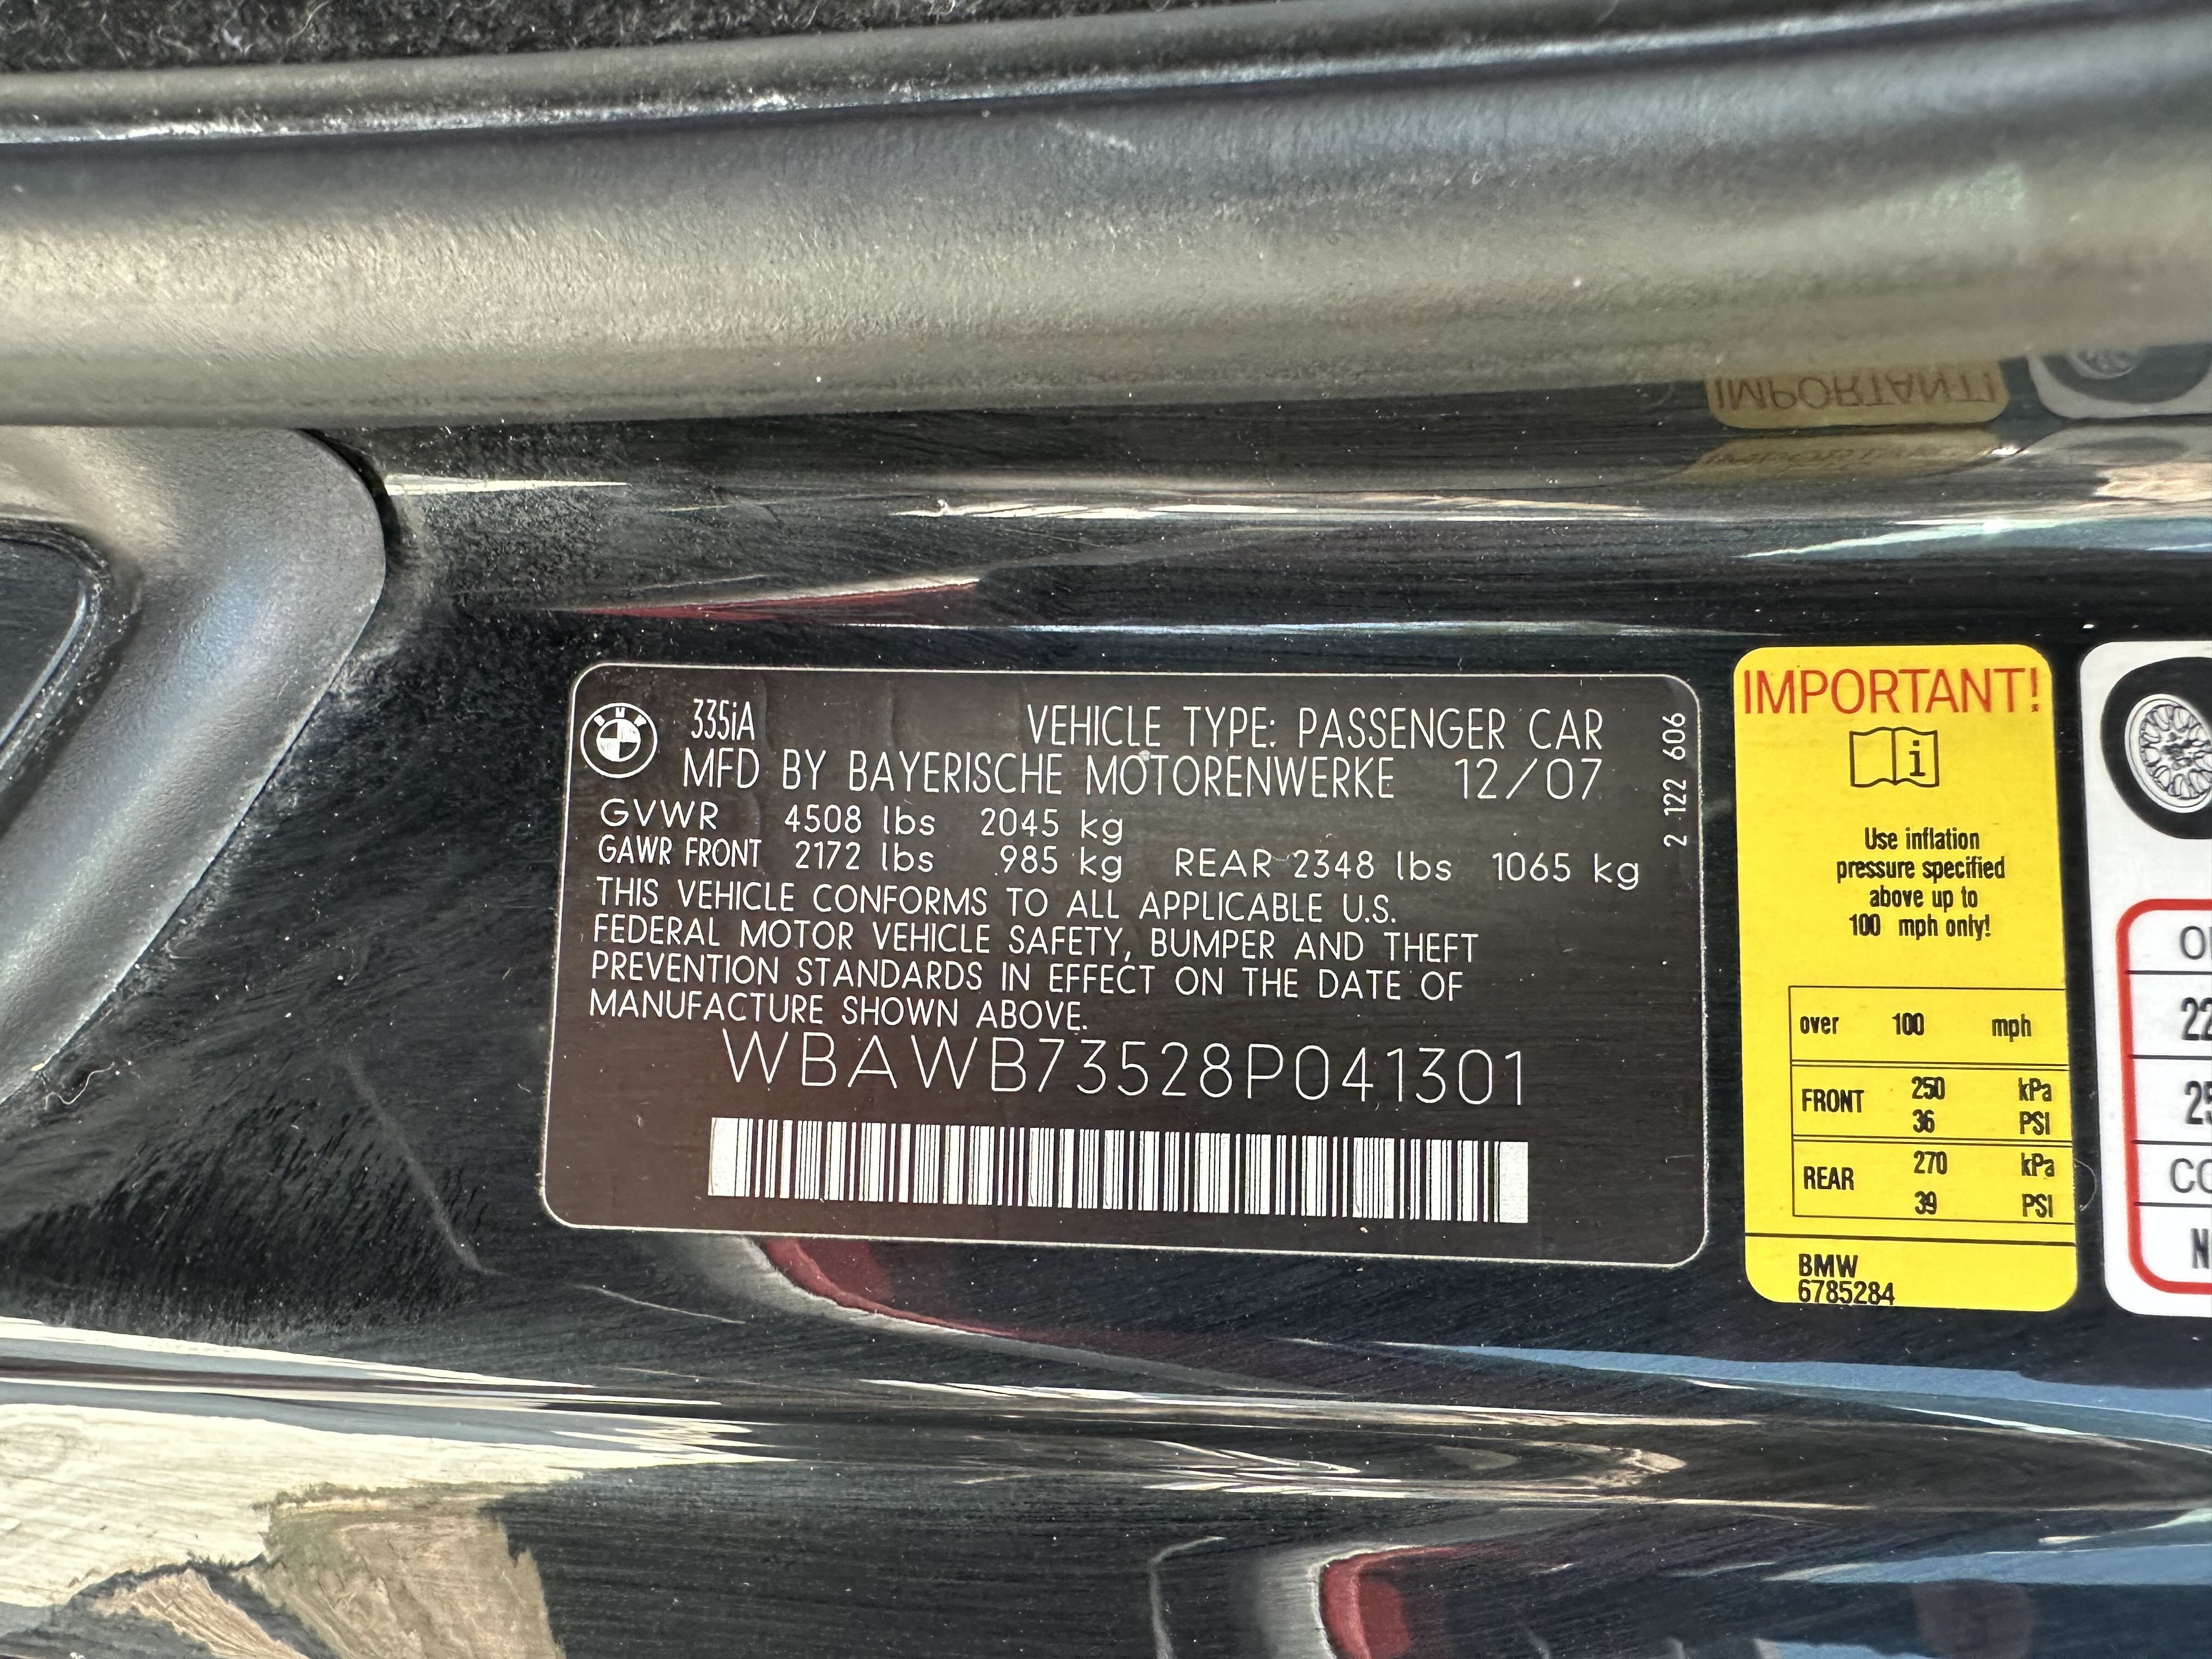 BMW
335iA VEHICLE TYPE: PASSENGER CAR
MFD BY BAYERISCHE MOTORENWERKE 12/07
GVWR 4508 lbs 2045 kg
GAWR FRONT 2172 lbs 985 kg REAR 2348 lbs 1065 kg
THIS VEHICLE CONFORMS TO ALL APPLICABLE U.S.
FEDERAL MOTOR VEHICLE SAFETY, BUMPER AND THEFT
PREVENTION STANDARDS IN EFFECT ON THE DATE OF
MANUFACTURE SHOWN ABOVE.
WBAWB73528P041301
2 122 606
IMPORTANT!
i
Use inflation
pressure specified
above up to
100 mph only!
over 100 mph
FRONT 250 kPa
36 PSI
REAR 270 kPa
39 PSI
BMW
6785284
IMPORTANT!